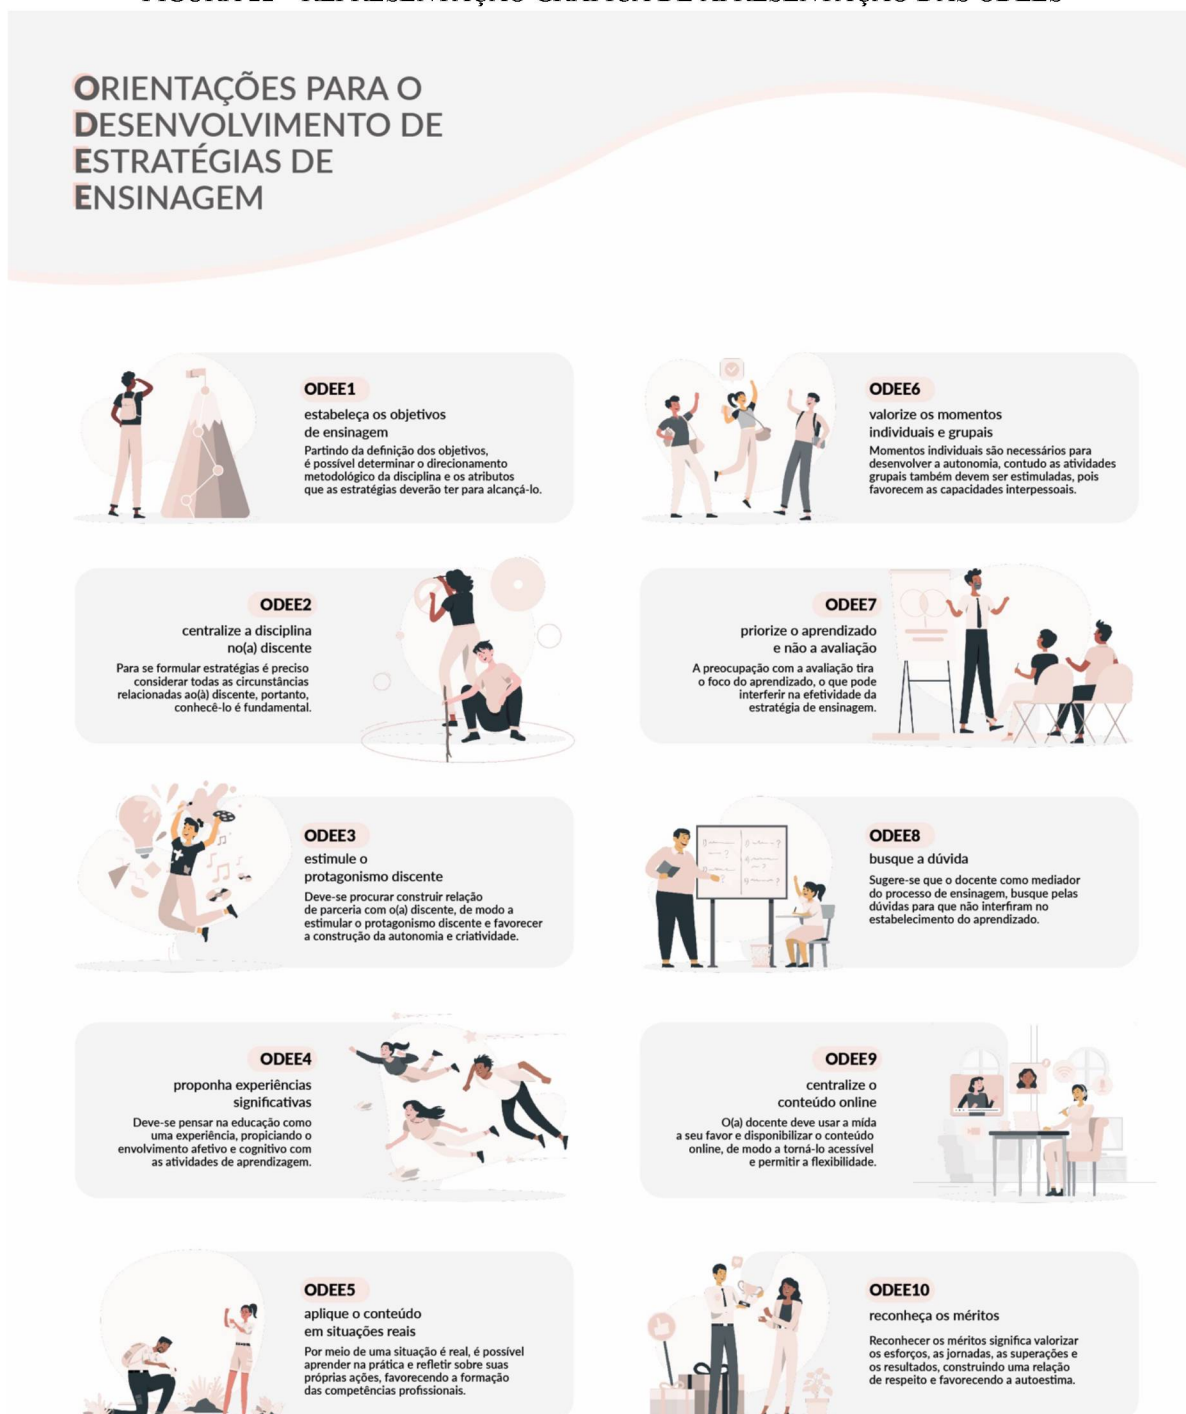 ORIENTAÇÕES PARA O
DESENVOLVIMENTO DE
ESTRATÉGIAS DE
ENSINAGEM
ODEE1
estabeleça os objetivos
de ensinagem
Partindo da definição dos objetivos,
é possível determinar o direcionamento
metodológico da disciplina e os atributos
que as estratégias deverão ter para alcançá-lo.
ODEE2
centralize a disciplina
no(a) discente
Para se formular estratégias é preciso
considerar todas as circunstâncias
relacionadas ao(à) discente, portanto,
conhecê-lo é fundamental.
ODEE3
estimule o
protagonismo discente
Deve-se procurar construir relação
de parceria com o(a) discente, de modo a
estimular o protagonismo discente e favorecer
a construção da autonomia e criatividade.
ODEE4
proponha experiências
significativas
Deve-se pensar na educação como
uma experiência, propiciando o
envolvimento afetivo e cognitivo com
as atividades de aprendizagem.
ODEE5
aplique o conteúdo
em situações reais
Por meio de uma situação é real, é possível
aprender na prática e refletir sobre suas
próprias ações, favorecendo a formação
das competências profissionais.
ODEE6
valorize os momentos
individuais e grupais
Momentos individuais são necessários para
desenvolver a autonomia, contudo as atividades
grupais também devem ser estimuladas, pois
favorecem as capacidades interpessoais.
ODEE7
priorize o aprendizado
e não a avaliação
A preocupação com a avaliação tira
o foco do aprendizado, o que pode
interferir na efetividade da
estratégia de ensinagem.
ODEE8
busque a dúvida
Sugere-se que o docente como mediador
do processo de ensinagem, busque pelas
dúvidas para que não interfiram no
estabelecimento do aprendizado.
ODEE9
centralize o
conteúdo online
O(a) docente deve usar a mída
a seu favor e disponibilizar o conteúdo
online, de modo a torná-lo acessível
e permitir a flexibilidade.
ODEE10
reconheça os méritos
Reconhecer os méritos significa valorizar
os esforços, as jornadas, as superações e
os resultados, construindo uma relação
de respeito e favorecendo a autoestima.